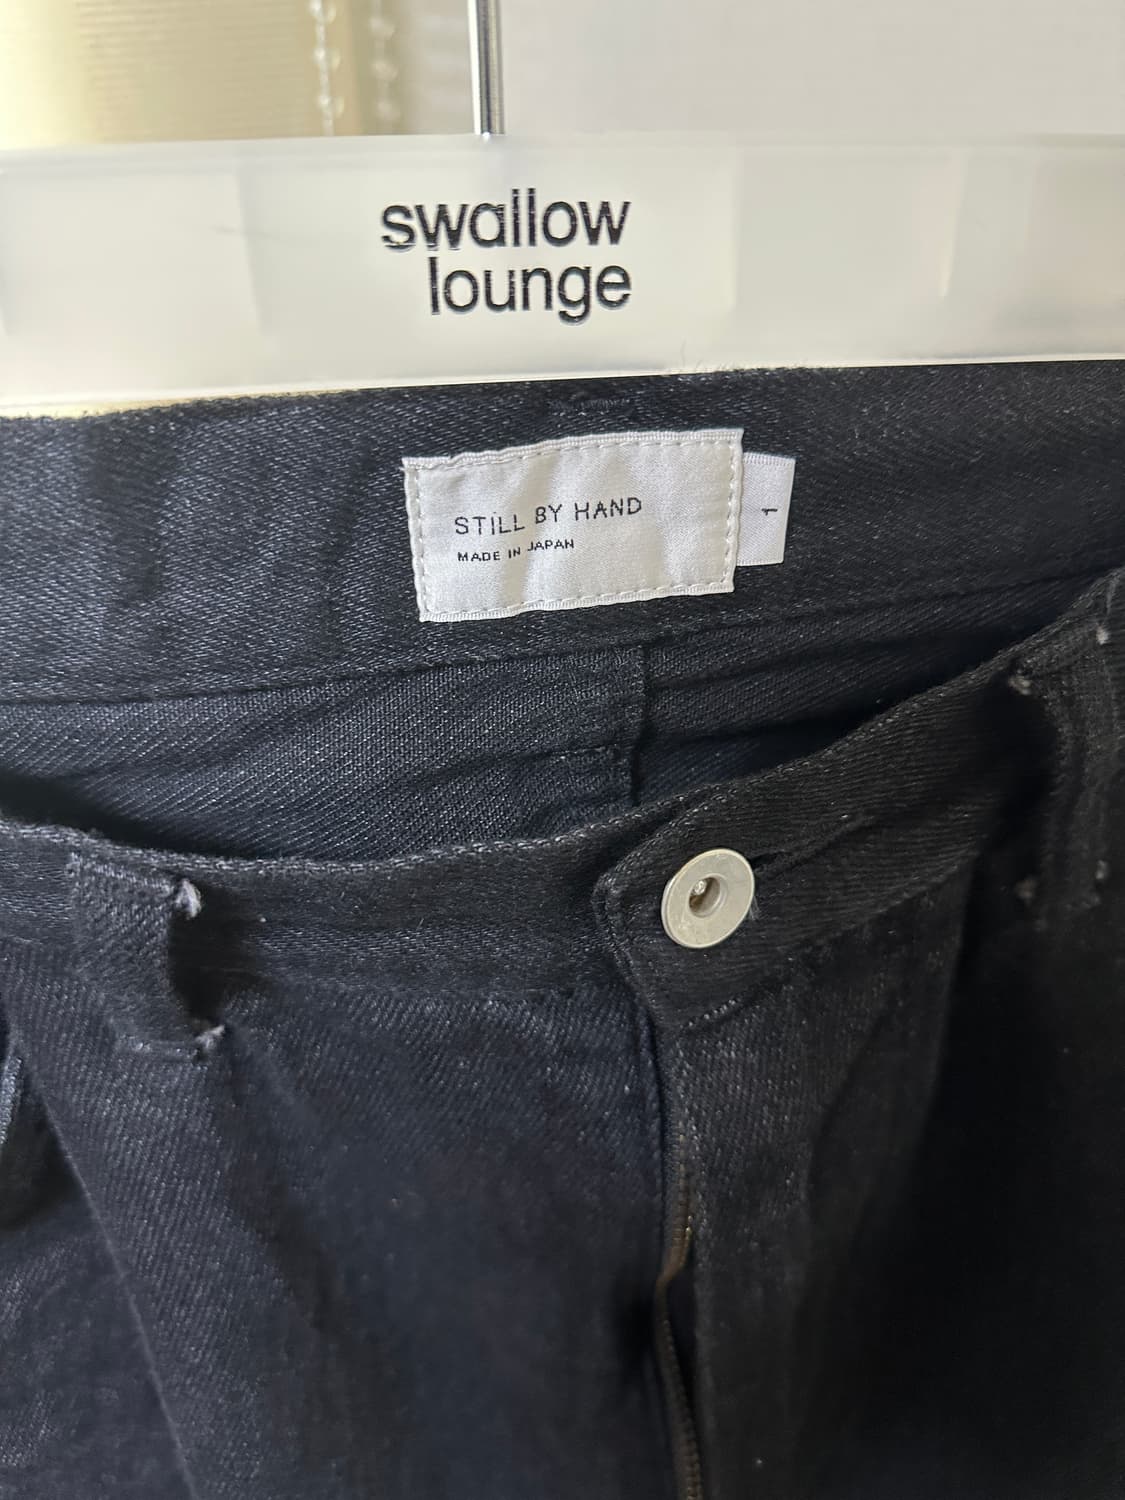 swallow
lounge
STILL BY HAND
MADE IN JAPAN
1